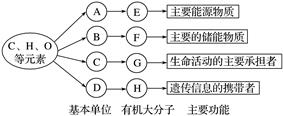 C、H、O
等元素
A E 主要能源物质
B F 主要的储能物质
C G 生命活动的主要承担者
D H 遗传信息的携带者
基本单位 有机大分子 主要功能